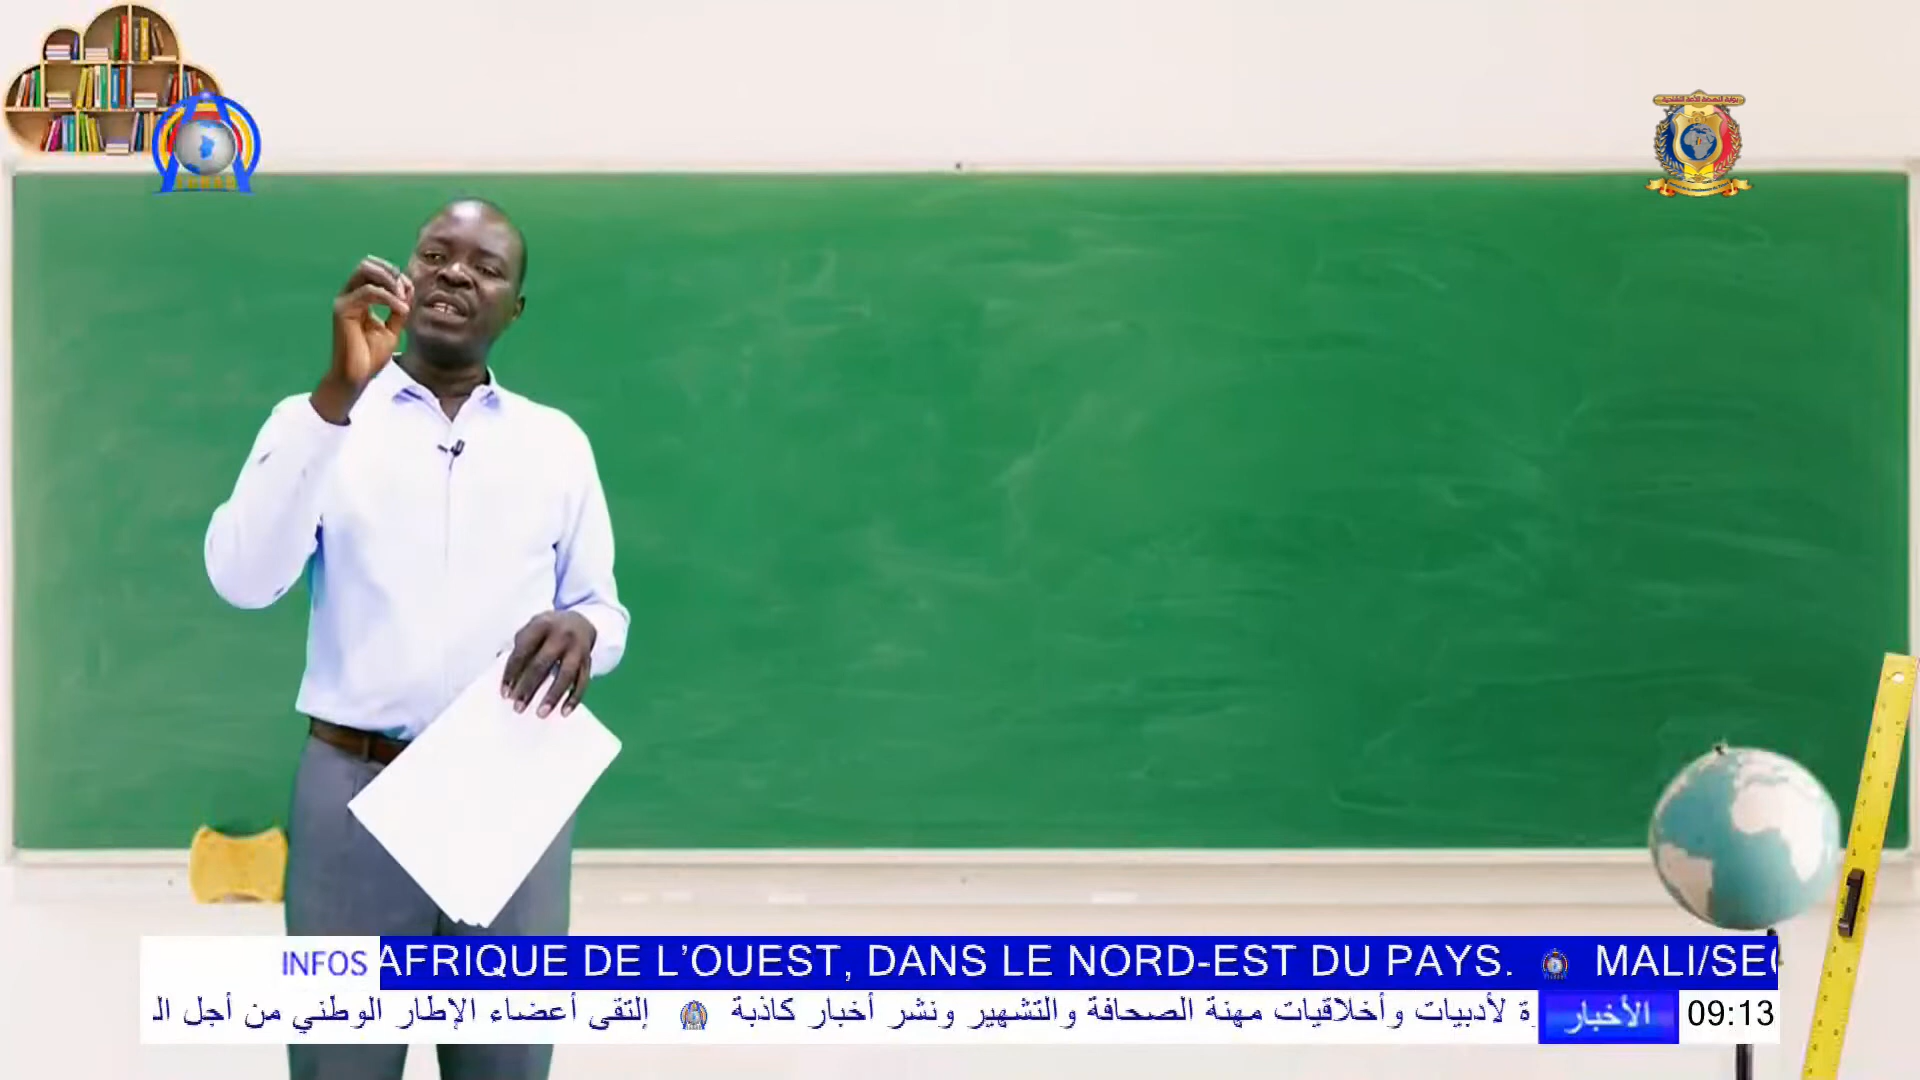 INFOS AFRIQUE DE L’OUEST, DANS LE NORD-EST DU PAYS. MALI/SE
الأخبار ة لأدبيات وأخلاقيات مهنة الصحافة والتشهير ونشر أخبار كاذبة إلتقى أعضاء الإطار الوطني من أجل ال
09:13